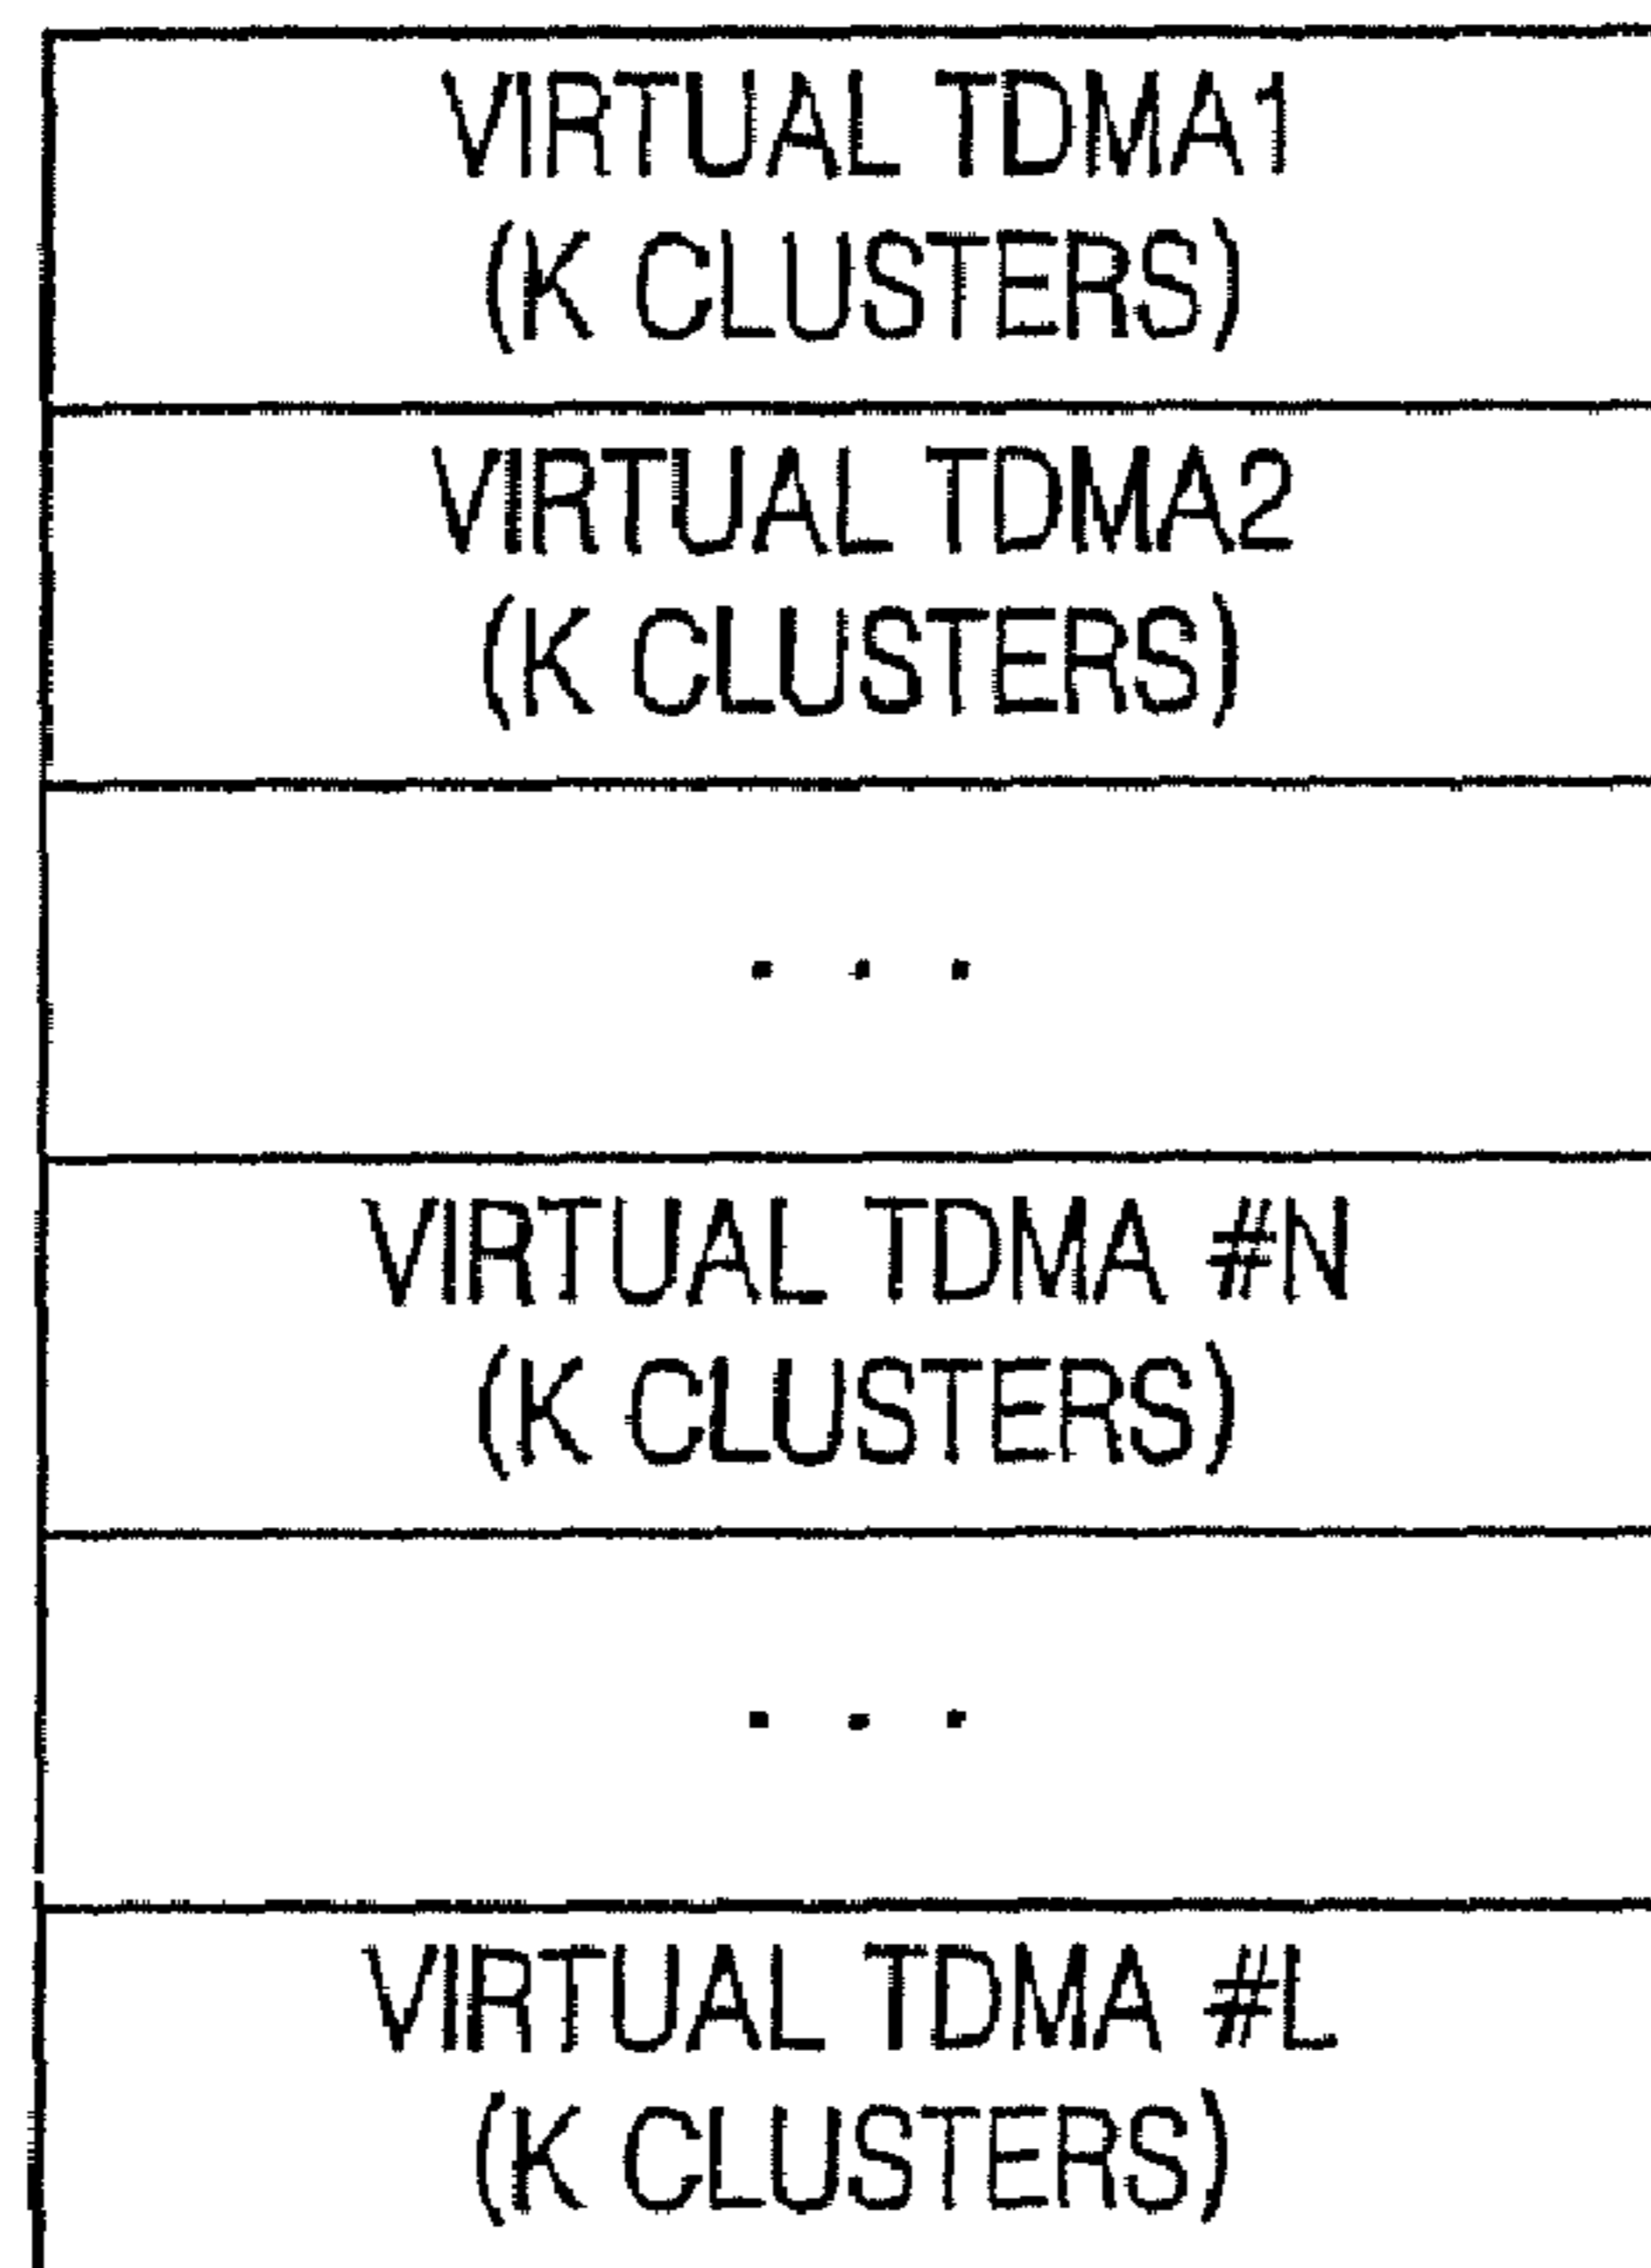 VIRTUAL TDMA1
(K CLUSTERS)
VIRTUAL TDMA2
(K CLUSTERS)
. . .
VIRTUAL TDMA #N
(K CLUSTERS)
. . .
VIRTUAL TDMA #L
(K CLUSTERS)